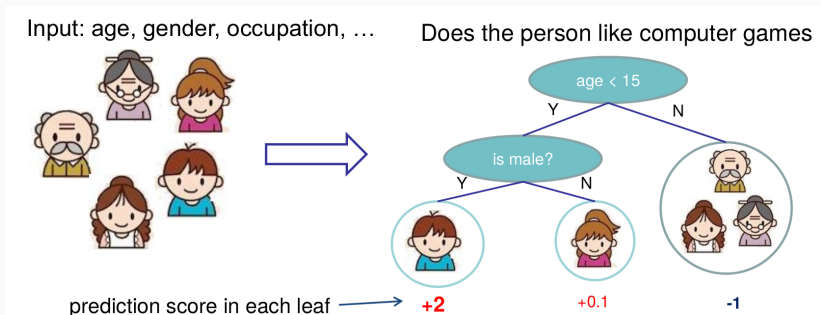 Input: age, gender, occupation, …
Does the person like computer games
age < 15
Y
N
is male?
Y
N
prediction score in each leaf
+2
+0.1
-1